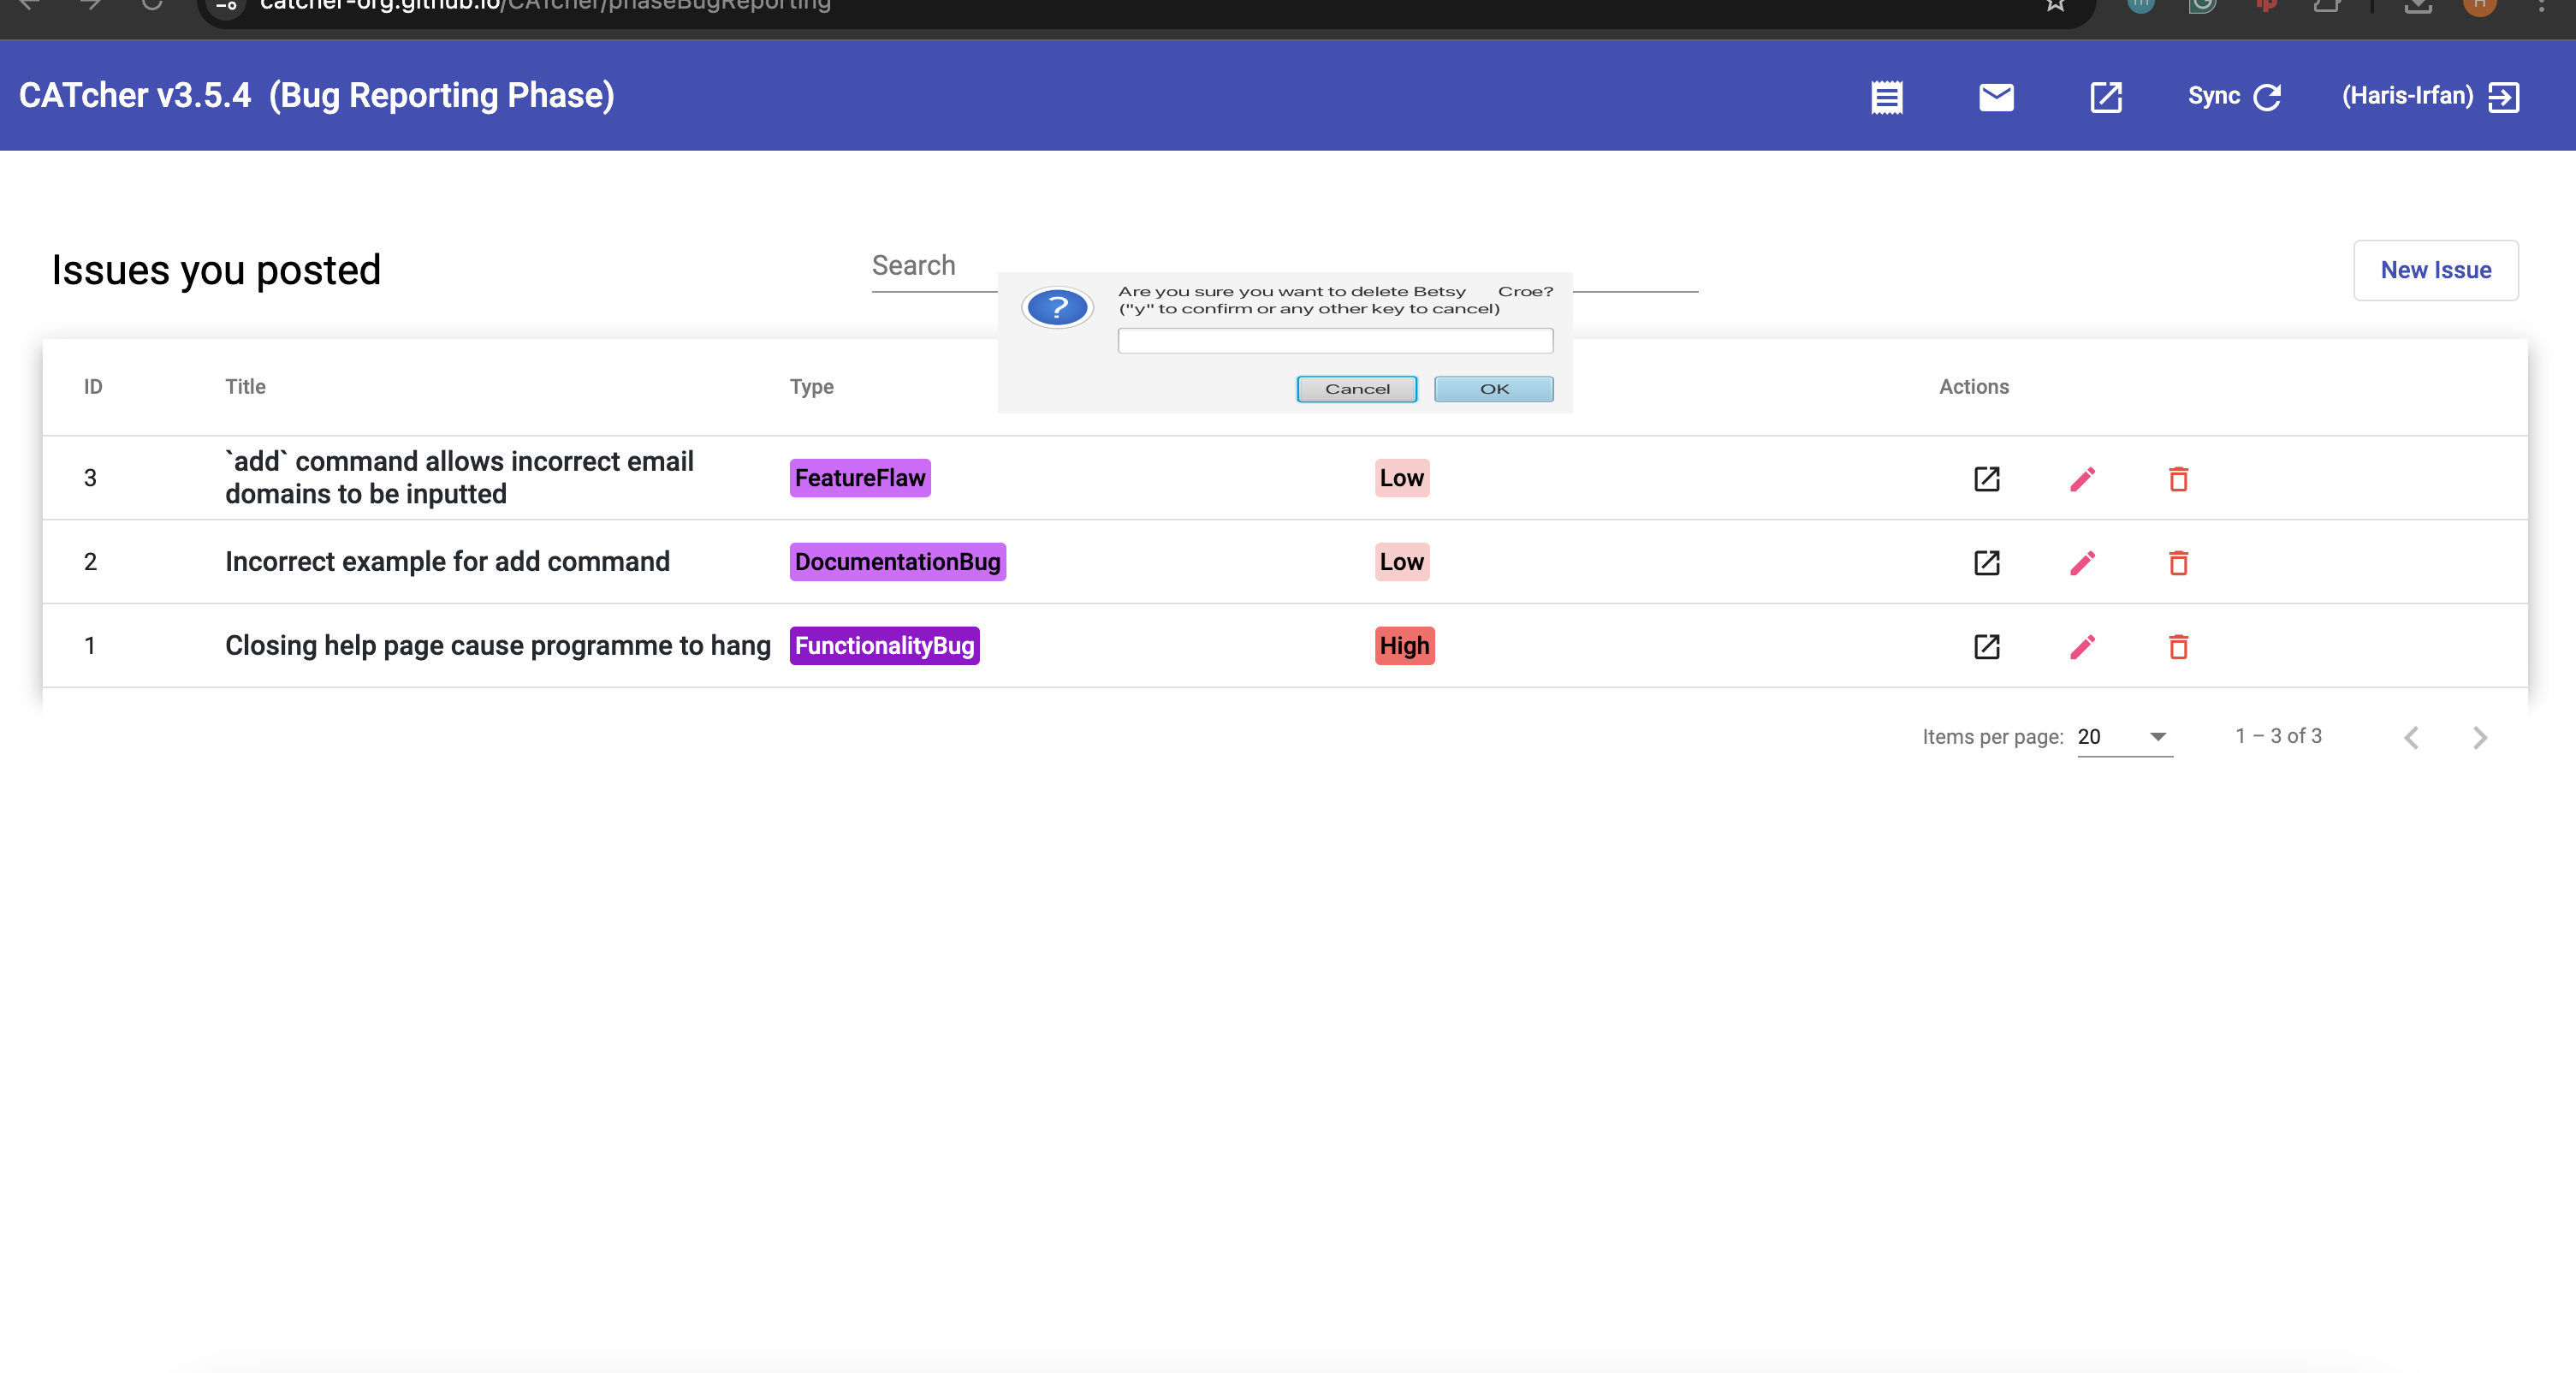 catcher-org.github.io/CATcher/phaseBugReporting
CATcher v3.5.4 (Bug Reporting Phase)
Sync
(Haris-Irfan)
Issues you posted
Search
New Issue
Are you sure you want to delete Betsy Croe?
("y" to confirm or any other key to cancel)
Cancel OK
ID Title Type Actions
3 `add` command allows incorrect email
domains to be inputted FeatureFlaw Low
2 Incorrect example for add command DocumentationBug Low
1 Closing help page cause programme to hang FunctionalityBug High
Items per page: 20 1 – 3 of 3